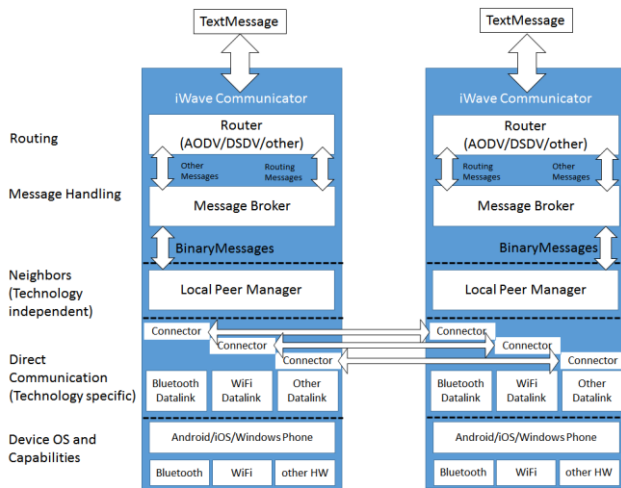 TextMessage
TextMessage
iWave Communicator
iWave Communicator
Routing
Router
(AODV/DSDV/other)
Router
(AODV/DSDV/other)
Other
Messages
Routing
Messages
Routing
Messages
Other
Messages
Message Handling
Message Broker
Message Broker
BinaryMessages
BinaryMessages
Neighbors
(Technology
independent)
Local Peer Manager
Local Peer Manager
Connector
Connector
Connector
Connector
Connector
Connector
Direct
Communication
(Technology specific)
Bluetooth
Datalink
WiFi
Datalink
Other
Datalink
Bluetooth
Datalink
WiFi
Datalink
Other
Datalink
Device OS and
Capabilities
Android/iOS/Windows Phone
Android/iOS/Windows Phone
Bluetooth
WiFi
other HW
Bluetooth
WiFi
other HW